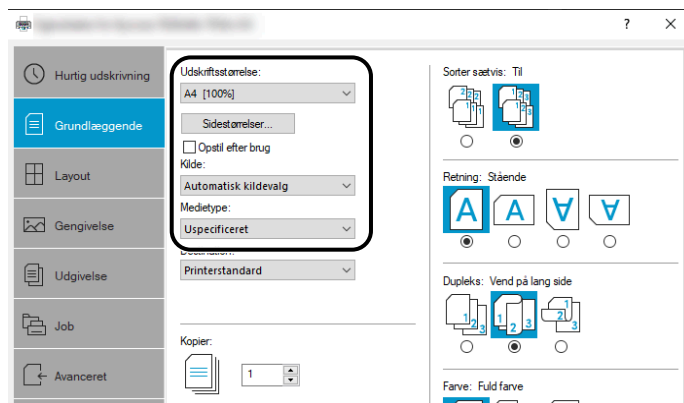 ?
Hurtig udskrivning
Grundlæggende
Layout
Gengivelse
Udgivelse
Job
Avanceret
Udskriftsstørrelse:
A4 [100%]
Sidestørrelser...
Opstil efter brug
Kilde:
Automatisk kildevalg
Medietype:
Uspecificeret
Destination:
Printerstandard
Kopier:
1
Sorter sætvis: Til
Retning: Stående
Dupleks: Vend på lang side
Farve: Fuld farve